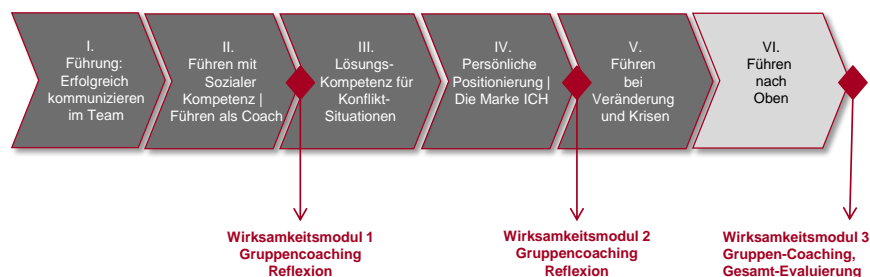 I.
Führung:
Erfolgreich
kommunizieren
im Team
II.
Führen mit
Sozialer
Kompetenz |
Führen als Coach
III.
Lösungs-
Kompetenz für
Konflikt-
Situationen
IV.
Persönliche
Positionierung |
Die Marke ICH
V.
Führen
bei
Veränderung
und Krisen
VI.
Führen
nach
Oben
Wirksamkeitsmodul 1
Gruppencoaching
Reflexion
Wirksamkeitsmodul 2
Gruppencoaching
Reflexion
Wirksamkeitsmodul 3
Gruppen-Coaching,
Gesamt-Evaluierung